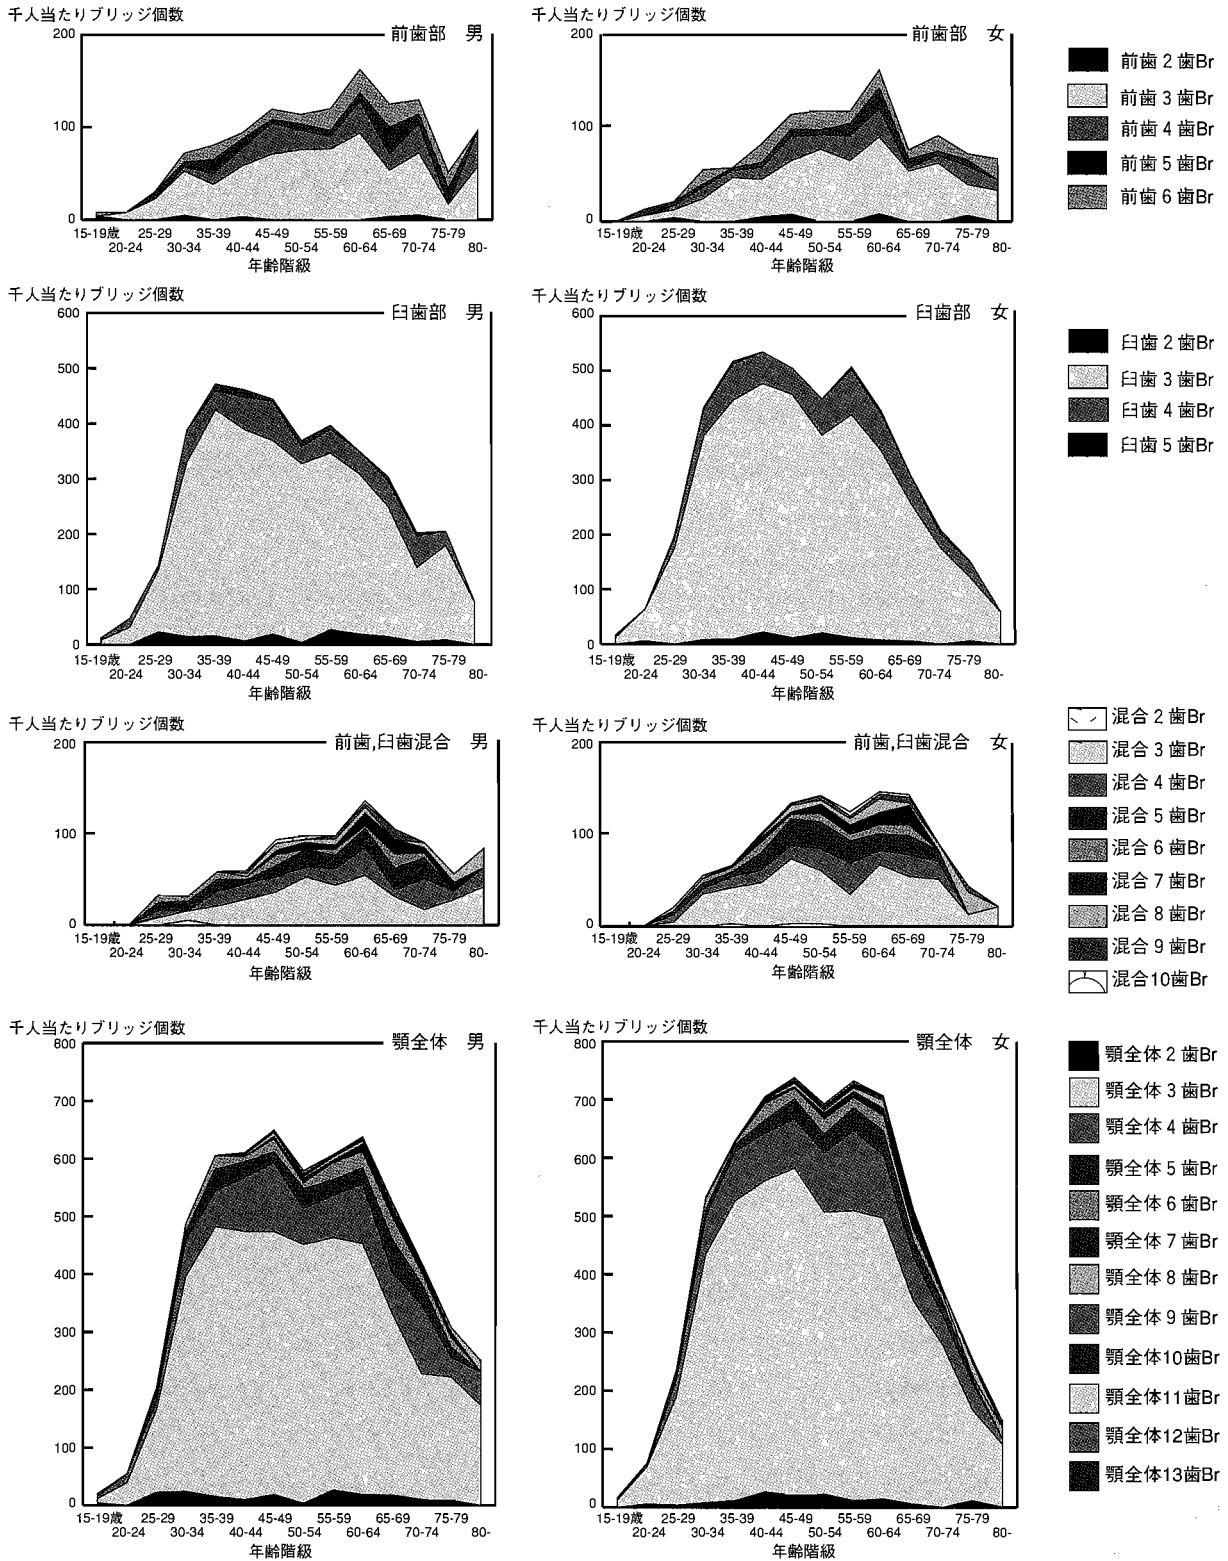 千人当たりブリッジ個数
前歯部 男
200
100
0
15-19歳 25-29 35-39 45-49 55-59 65-69 75-79
20-24 30-34 40-44 50-54 60-64 70-74 80-
年齢階級
千人当たりブリッジ個数
前歯部 女
200
100
0
15-19歳 25-29 35-39 45-49 55-59 65-69 75-79
20-24 30-34 40-44 50-54 60-64 70-74 80-
年齢階級
前歯2歯Br
前歯3歯Br
前歯4歯Br
前歯5歯Br
前歯6歯Br
千人当たりブリッジ個数
臼歯部 男
600
500
400
300
200
100
0
15-19歳 25-29 35-39 45-49 55-59 65-69 75-79
20-24 30-34 40-44 50-54 60-64 70-74 80-
年齢階級
千人当たりブリッジ個数
臼歯部 女
600
500
400
300
200
100
0
15-19歳 25-29 35-39 45-49 55-59 65-69 75-79
20-24 30-34 40-44 50-54 60-64 70-74 80-
年齢階級
臼歯2歯Br
臼歯3歯Br
臼歯4歯Br
臼歯5歯Br
千人当たりブリッジ個数
前歯,臼歯混合 男
200
100
0
15-19歳 25-29 35-39 45-49 55-59 65-69 75-79
20-24 30-34 40-44 50-54 60-64 70-74 80-
年齢階級
千人当たりブリッジ個数
前歯,臼歯混合 女
200
100
0
15-19歳 25-29 35-39 45-49 55-59 65-69 75-79
20-24 30-34 40-44 50-54 60-64 70-74 80-
年齢階級
混合2歯Br
混合3歯Br
混合4歯Br
混合5歯Br
混合6歯Br
混合7歯Br
混合8歯Br
混合9歯Br
混合10歯Br
千人当たりブリッジ個数
顎全体 男
800
700
600
500
400
300
200
100
0
15-19歳 25-29 35-39 45-49 55-59 65-69 75-79
20-24 30-34 40-44 50-54 60-64 70-74 80-
年齢階級
千人当たりブリッジ個数
顎全体 女
800
700
600
500
400
300
200
100
0
15-19歳 25-29 35-39 45-49 55-59 65-69 75-79
20-24 30-34 40-44 50-54 60-64 70-74 80-
年齢階級
顎全体2歯Br
顎全体3歯Br
顎全体4歯Br
顎全体5歯Br
顎全体6歯Br
顎全体7歯Br
顎全体8歯Br
顎全体9歯Br
顎全体10歯Br
顎全体11歯Br
顎全体12歯Br
顎全体13歯Br